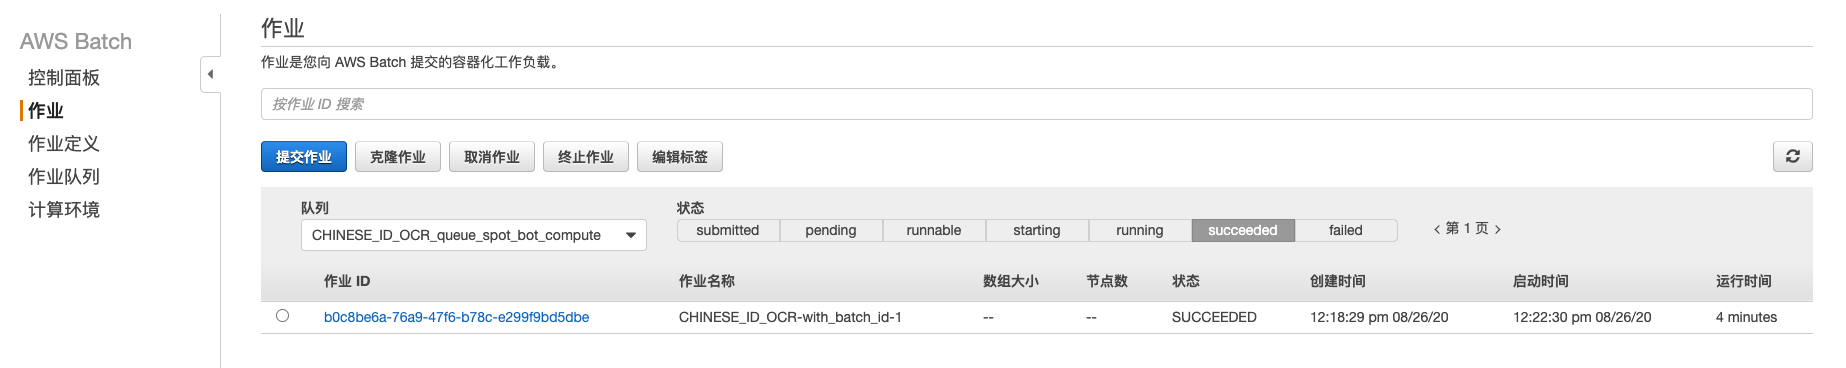 AWS Batch
控制面板
作业
作业定义
作业队列
计算环境
作业
作业是您向 AWS Batch 提交的容器化工作负载。
按作业 ID 搜索
提交作业 克隆作业 取消作业 终止作业 编辑标签
队列 状态
CHINESE_ID_OCR_queue_spot_bot_compute submitted pending runnable starting running succeeded failed 第 1 页
作业 ID 作业名称 数组大小 节点数 状态 创建时间 启动时间 运行时间
b0c8be6a-76a9-47f6-b78c-e299f9bd5dbe CHINESE_ID_OCR-with_batch_id-1 -- -- SUCCEEDED 12:18:29 pm 08/26/20 12:22:30 pm 08/26/20 4 minutes